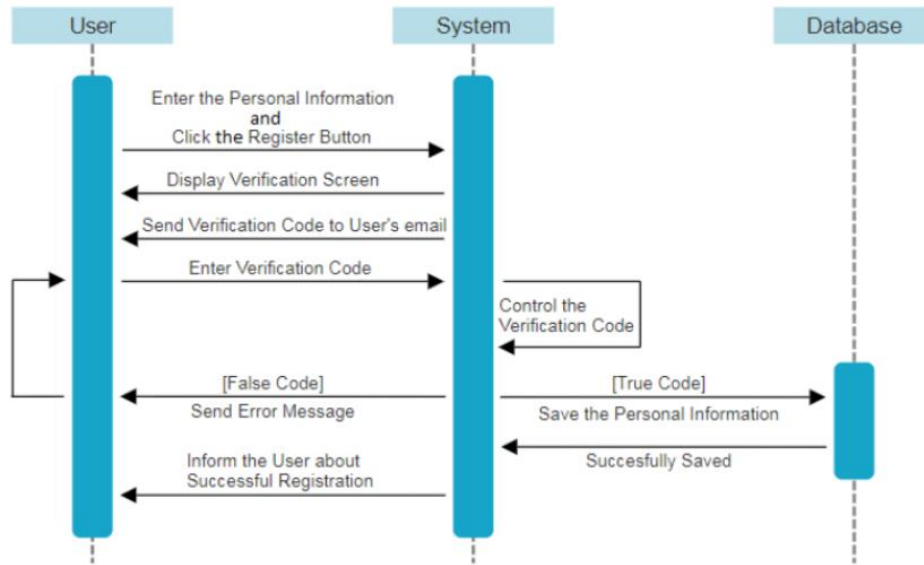 User
System
Database
Enter the Personal Information
and
Click the Register Button
Display Verification Screen
Send Verification Code to User's email
Enter Verification Code
Control the
Verification Code
[False Code]
Send Error Message
[True Code]
Save the Personal Information
Succesfully Saved
Inform the User about
Successful Registration